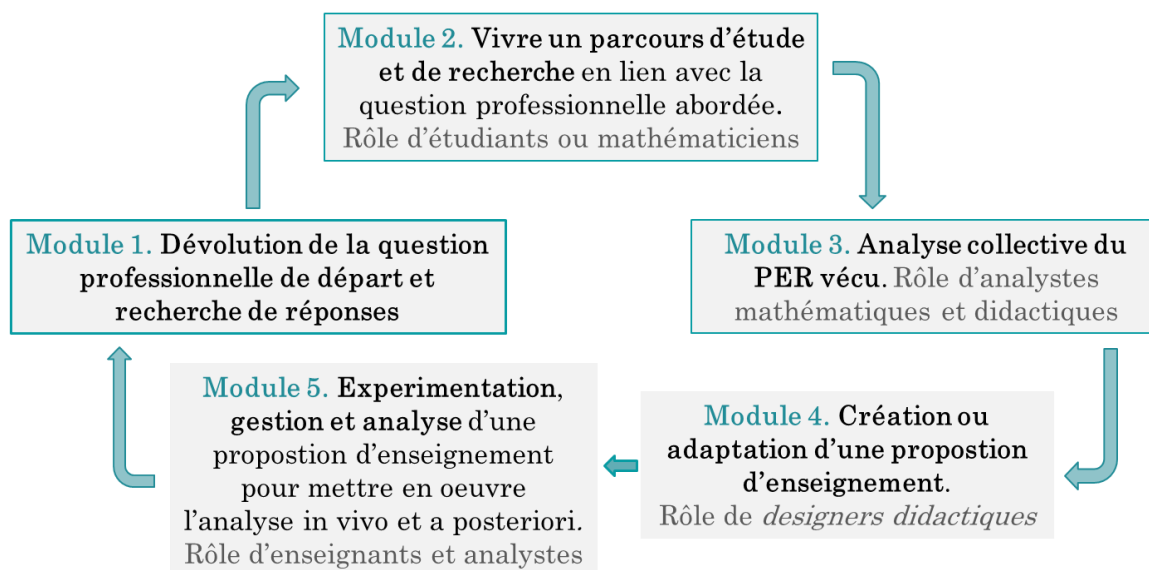 Module 2. Vivre un parcours d’étude
et de recherche en lien avec la
question professionnelle abordée.
Rôle d’étudiants ou mathématiciens
Module 1. Dévolution de la question
professionnelle de départ et
recherche de réponses
Module 3. Analyse collective du
PER vécu. Rôle d’analystes
mathématiques et didactiques
Module 5. Experimentation,
gestion et analyse d’une
propostion d’enseignement
pour mettre en oeuvre
l’analyse in vivo et a posteriori.
Rôle d’enseignants et analystes
Module 4. Création ou
adaptation d’une propostion
d’enseignement.
Rôle de designers didactiques